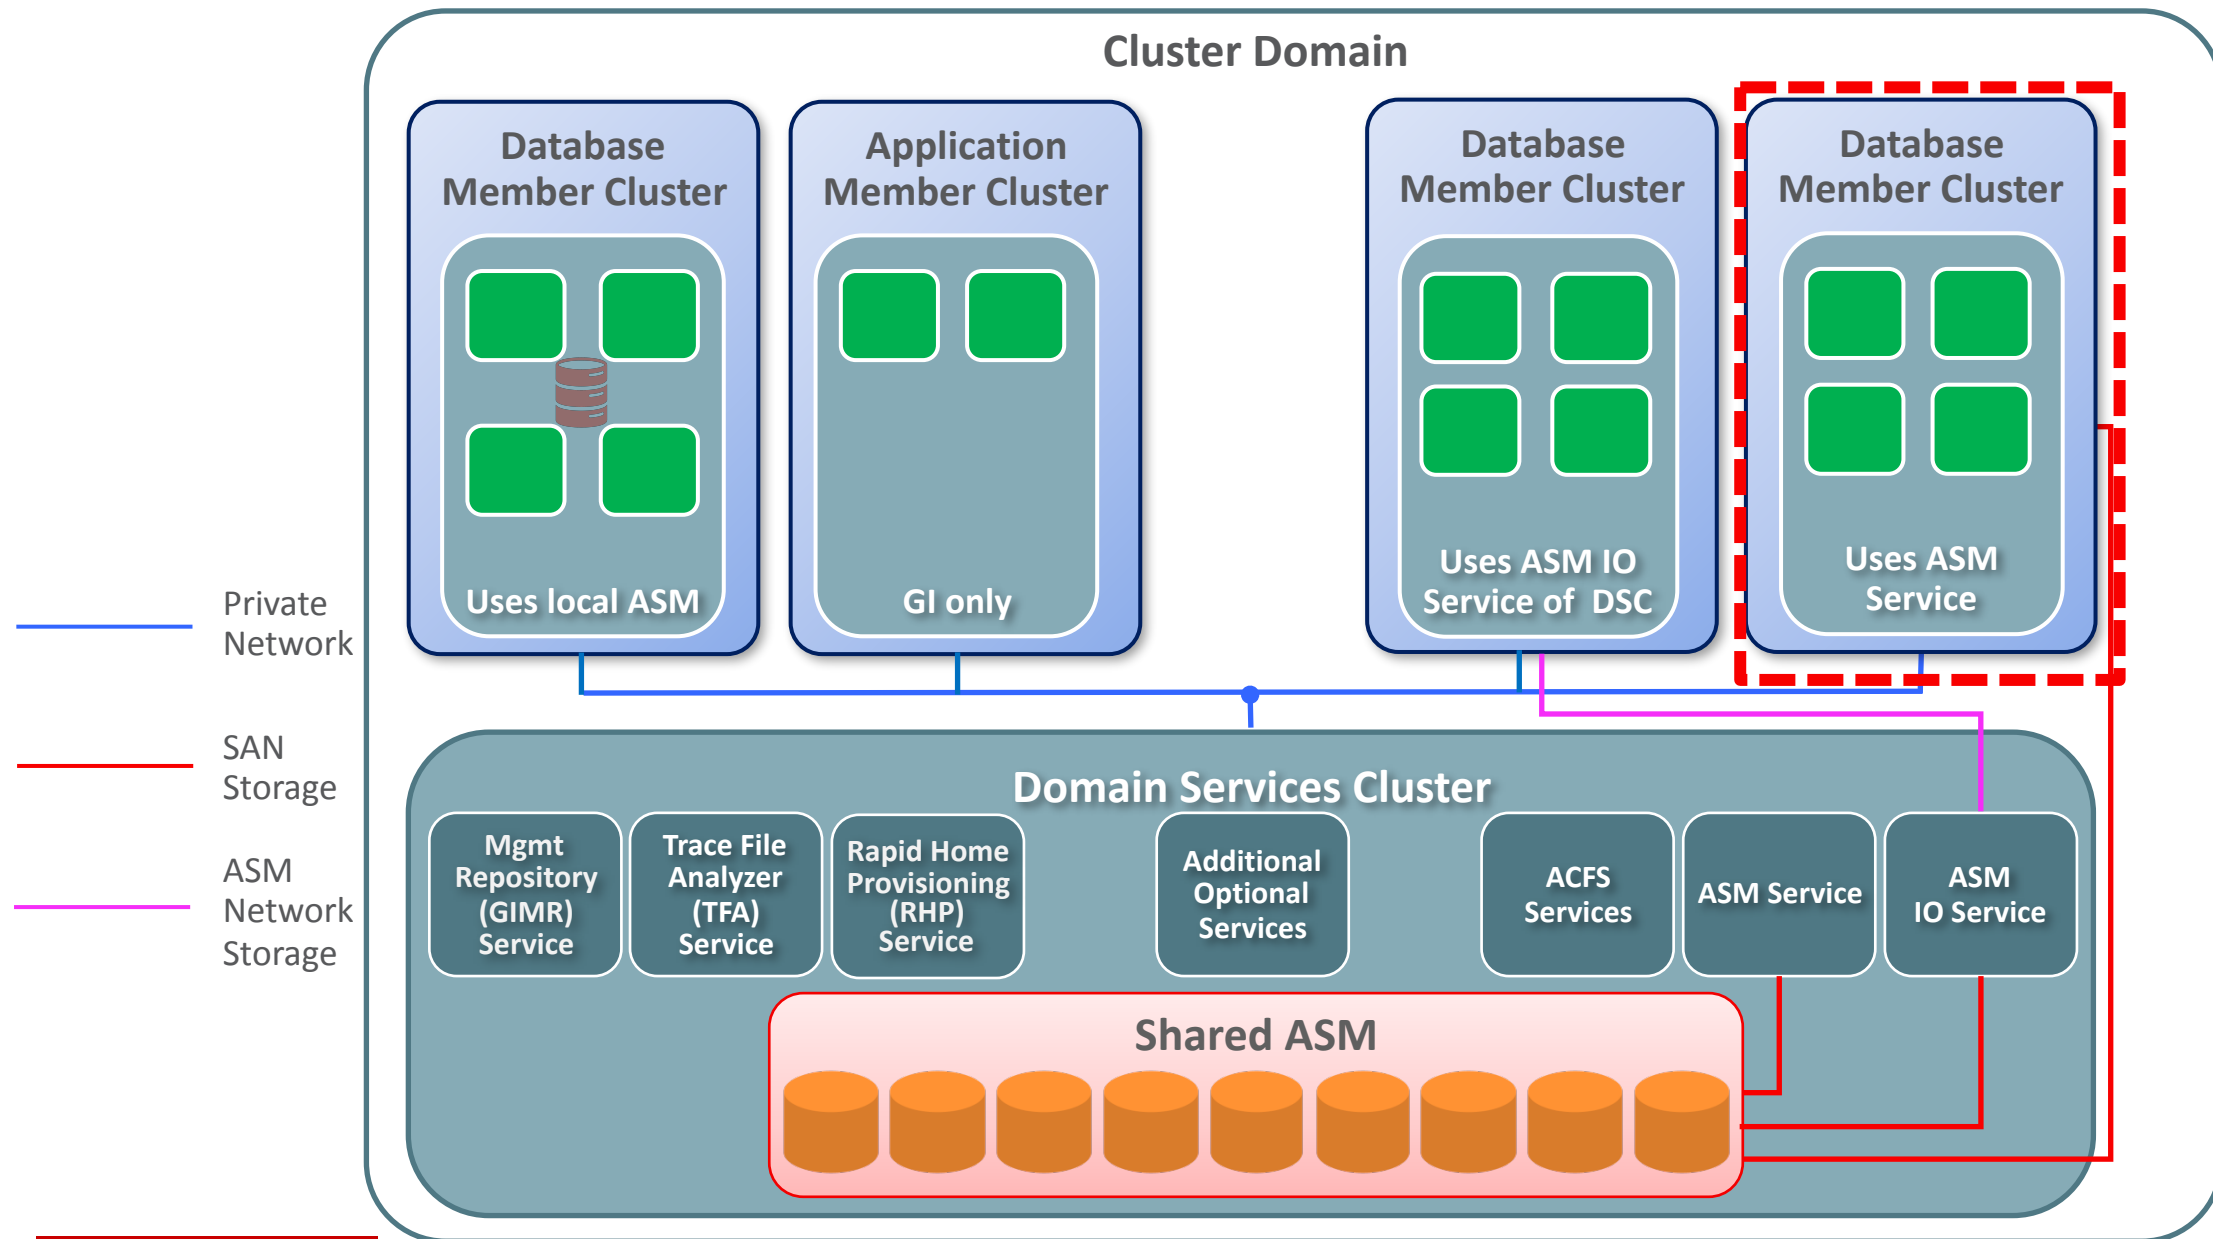 Cluster Domain
Database
Member Cluster
Uses local ASM
Application
Member Cluster
GI only
Database
Member Cluster
Uses ASM IO
Service of DSC
Database
Member Cluster
Uses ASM
Service
Private
Network
SAN
Storage
ASM
Network
Storage
Domain Services Cluster
Mgmt
Repository
(GIMR)
Service
Trace File
Analyzer
(TFA)
Service
Rapid Home
Provisioning
(RHP)
Service
Additional
Optional
Services
ACFS
Services
ASM Service
ASM
IO Service
Shared ASM